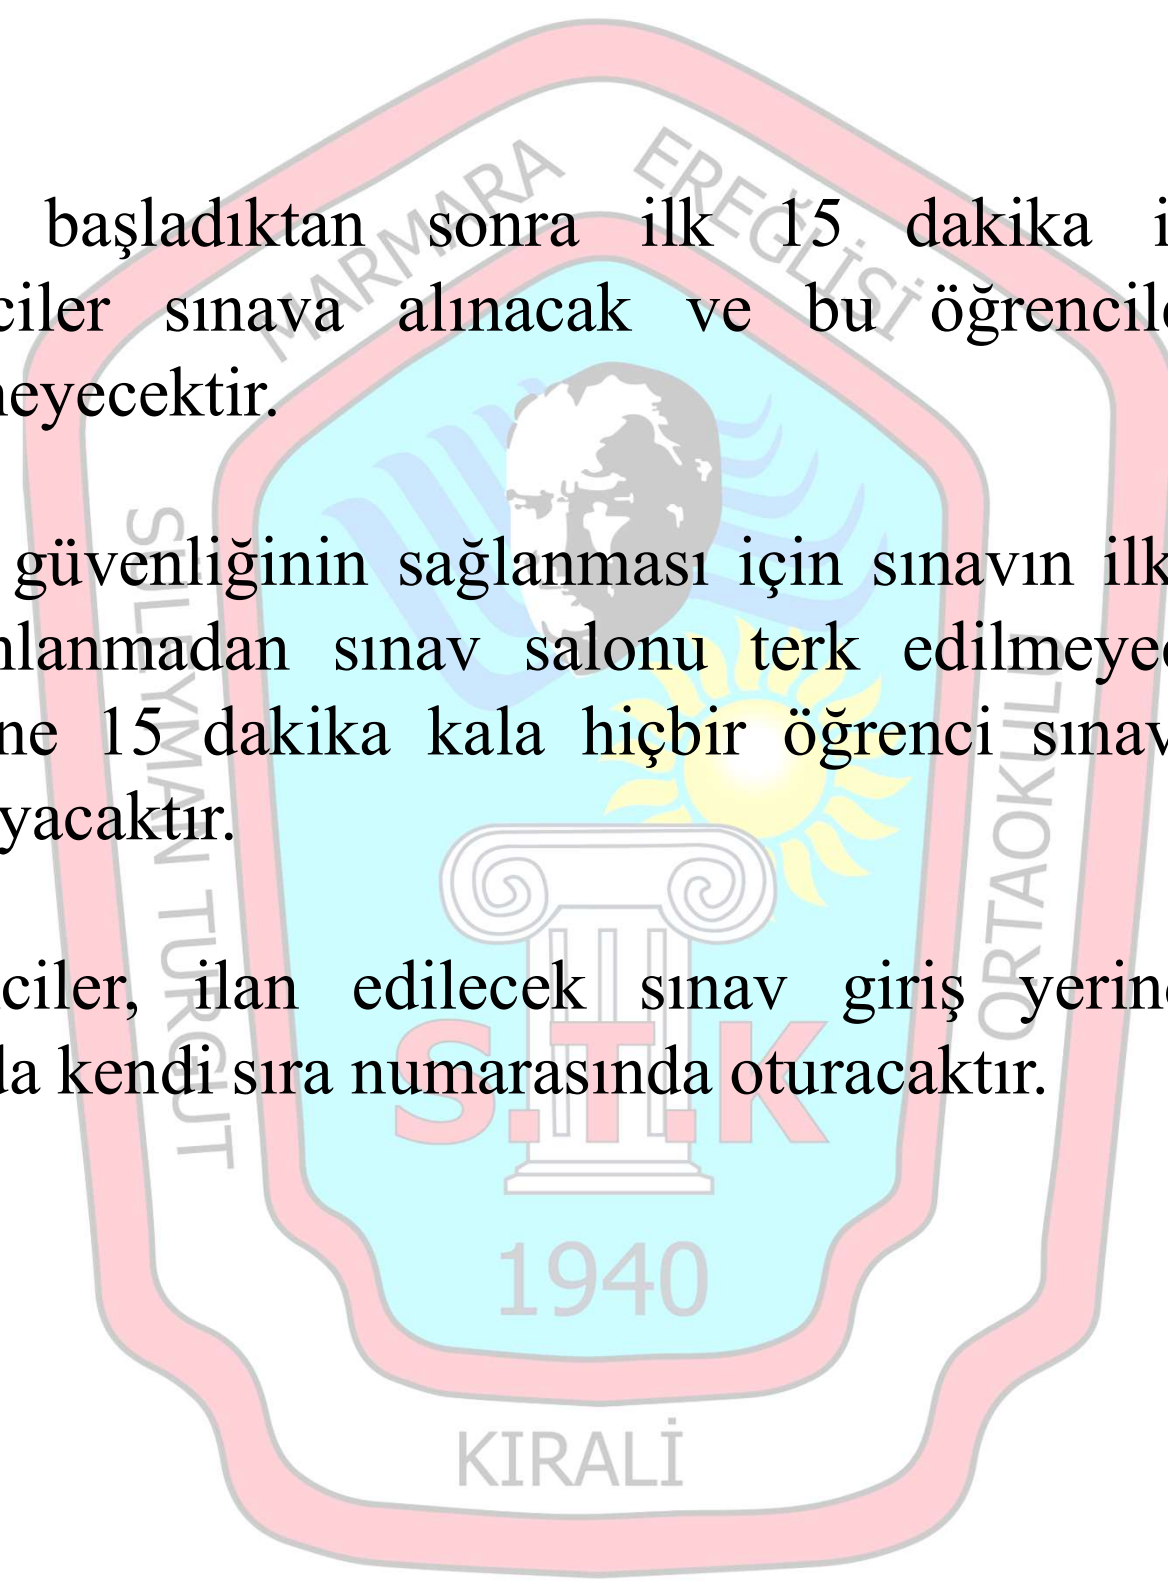 MARMARA EREĞLİSİ
başladıktan sonra ilk 15 dakika i
ciler sınava alınacak ve bu öğrencile
neyecektir.
güvenliğinin sağlanması için sınavın ilk
nlanmadan sınav salonu terk edilmeyec
ne 15 dakika kala hiçbir öğrenci sınav
yacaktır.
ciler, ilan edilecek sınav giriş yerinc
da kendi sıra numarasında oturacaktır.
SÜLEYMAN TURGUT
ORTAOKULU
S.T.K
1940
KIRALİ